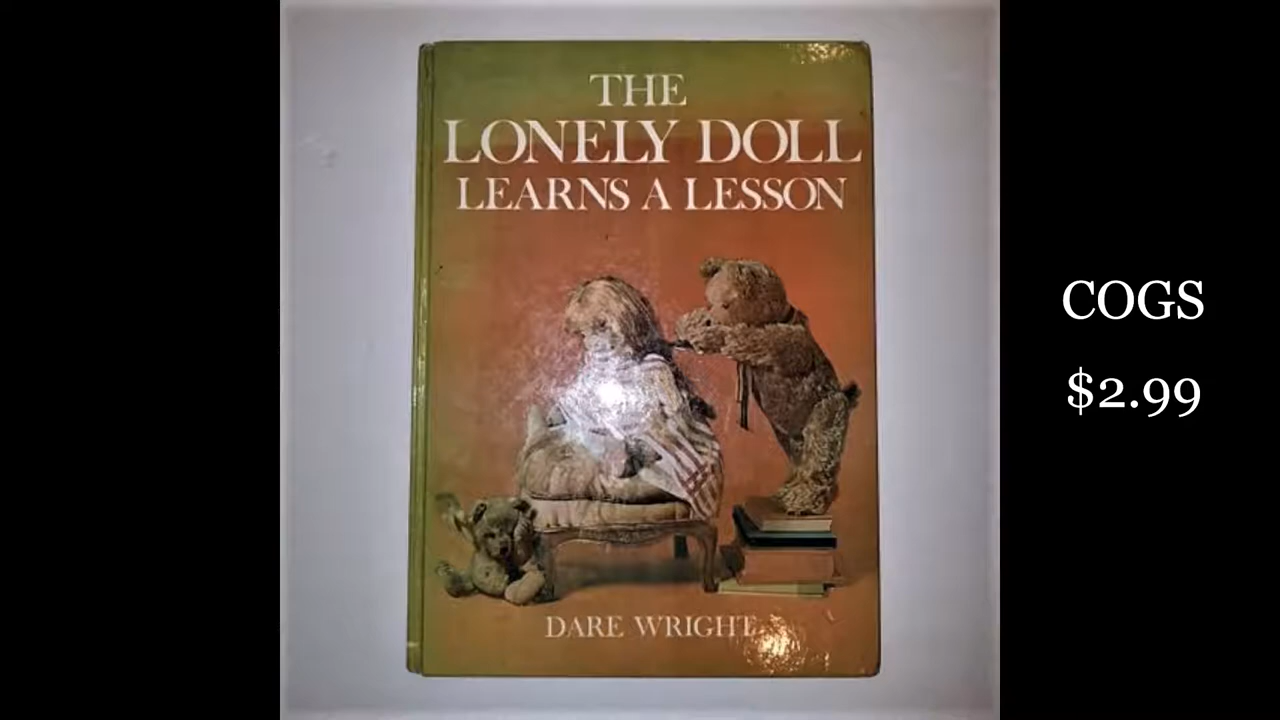 THE
LONELY DOLL
LEARNS A LESSON
DARE WRIGHT
COGS
$2.99